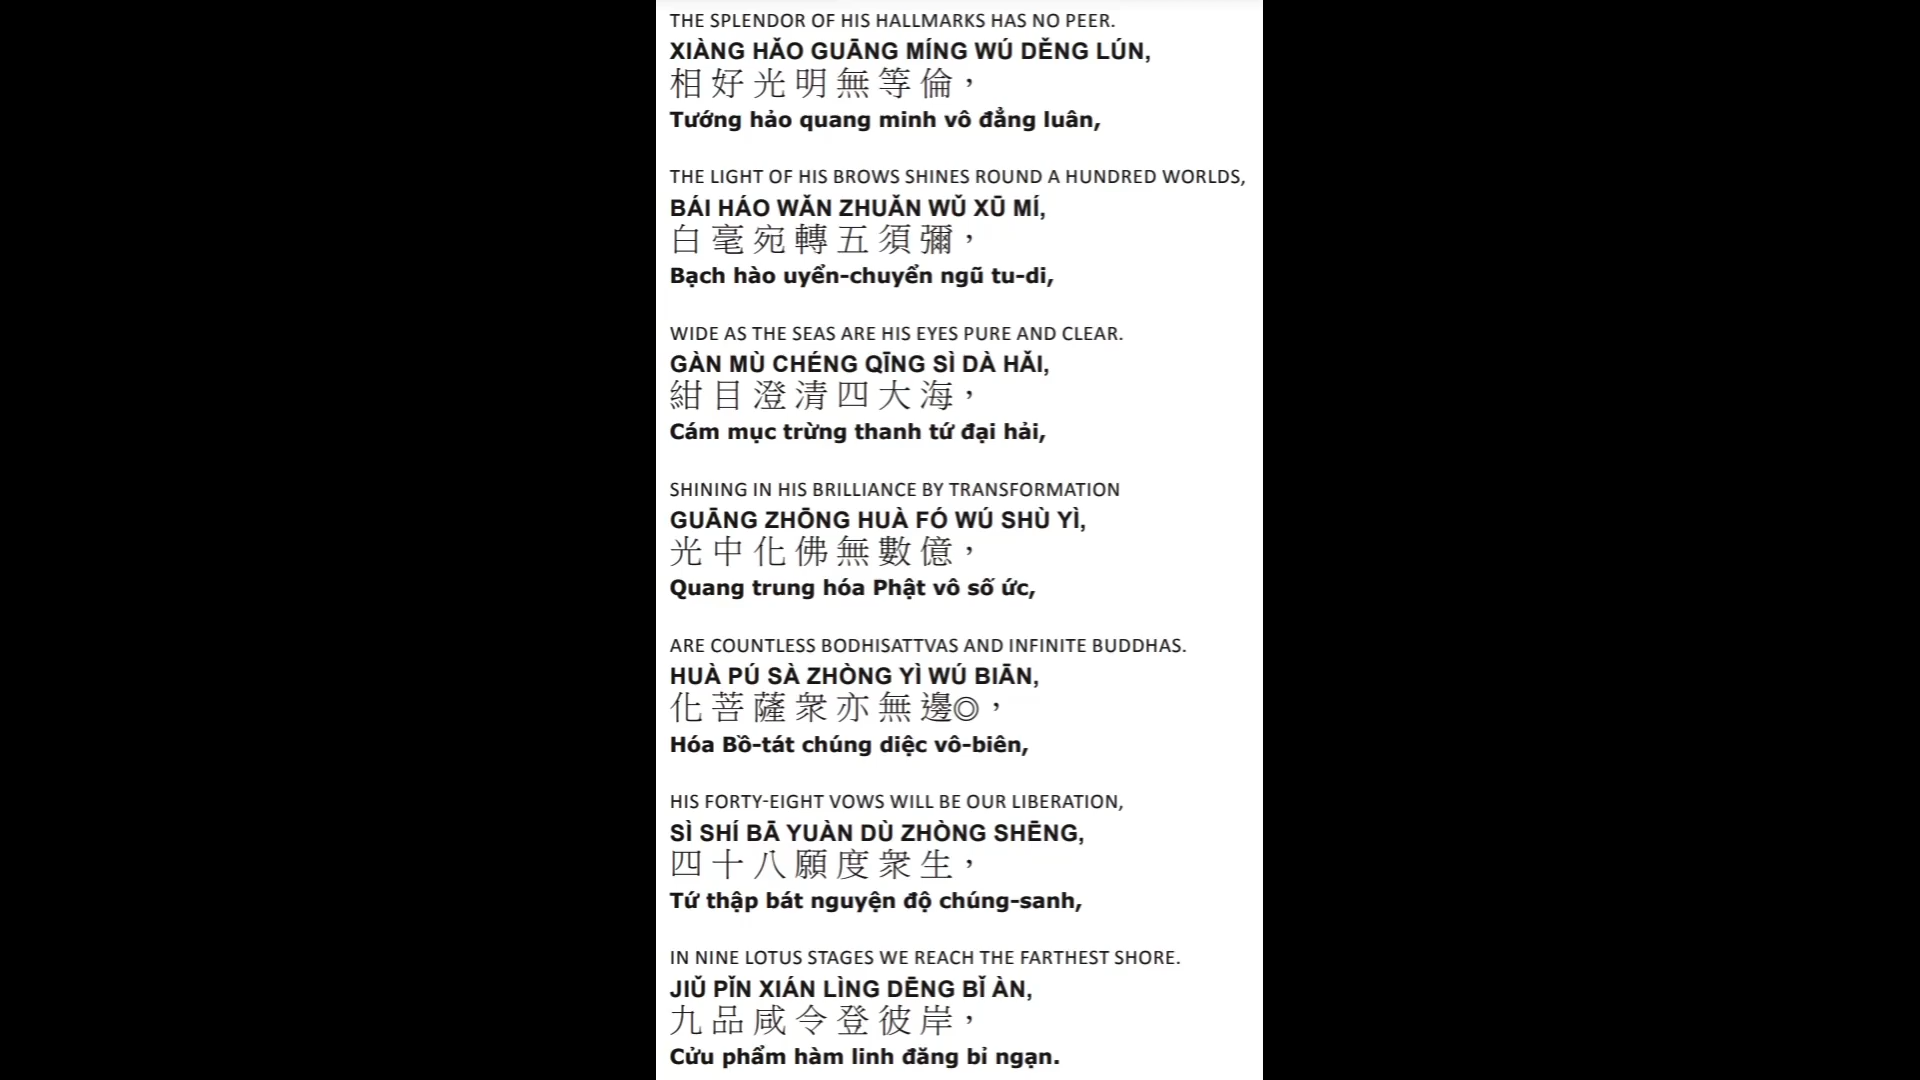 THE SPLENDOR OF HIS HALLMARKS HAS NO PEER.
XIÀNG HǍO GUĀNG MÍNG WÚ DĚNG LÚN,
相好光明無等倫，
Tướng hảo quang minh vô đẳng luân,
THE LIGHT OF HIS BROWS SHINES ROUND A HUNDRED WORLDS,
BÁI HÁO WǍN ZHUǍN WǓ XŪ MÍ,
白毫宛轉五須彌，
Bạch hào uyển-chuyển ngũ tu-di,
WIDE AS THE SEAS ARE HIS EYES PURE AND CLEAR.
GÀN MÙ CHÉNG QĪNG SÌ DÀ HǍI,
紺目澄清四大海，
Cám mục trừng thanh tứ đại hải,
SHINING IN HIS BRILLIANCE BY TRANSFORMATION
GUĀNG ZHŌNG HUÀ FÓ WÚ SHÙ YÌ,
光中化佛無數億，
Quang trung hóa Phật vô số ức,
ARE COUNTLESS BODHISATTVAS AND INFINITE BUDDHAS.
HUÀ PÚ SÀ ZHÒNG YÌ WÚ BIĀN,
化菩薩衆亦無邊◎，
Hóa Bồ-tát chúng diệc vô-biên,
HIS FORTY-EIGHT VOWS WILL BE OUR LIBERATION,
SÌ SHÍ BĀ YUÀN DÙ ZHÒNG SHĒNG,
四十八願度衆生，
Tứ thập bát nguyện độ chúng-sanh,
IN NINE LOTUS STAGES WE REACH THE FARTHEST SHORE.
JIǓ PǏN XIÁN LÌNG DĒNG BǏ ÀN,
九品咸令登彼岸，
Cửu phẩm hàm linh đăng bỉ ngạn.